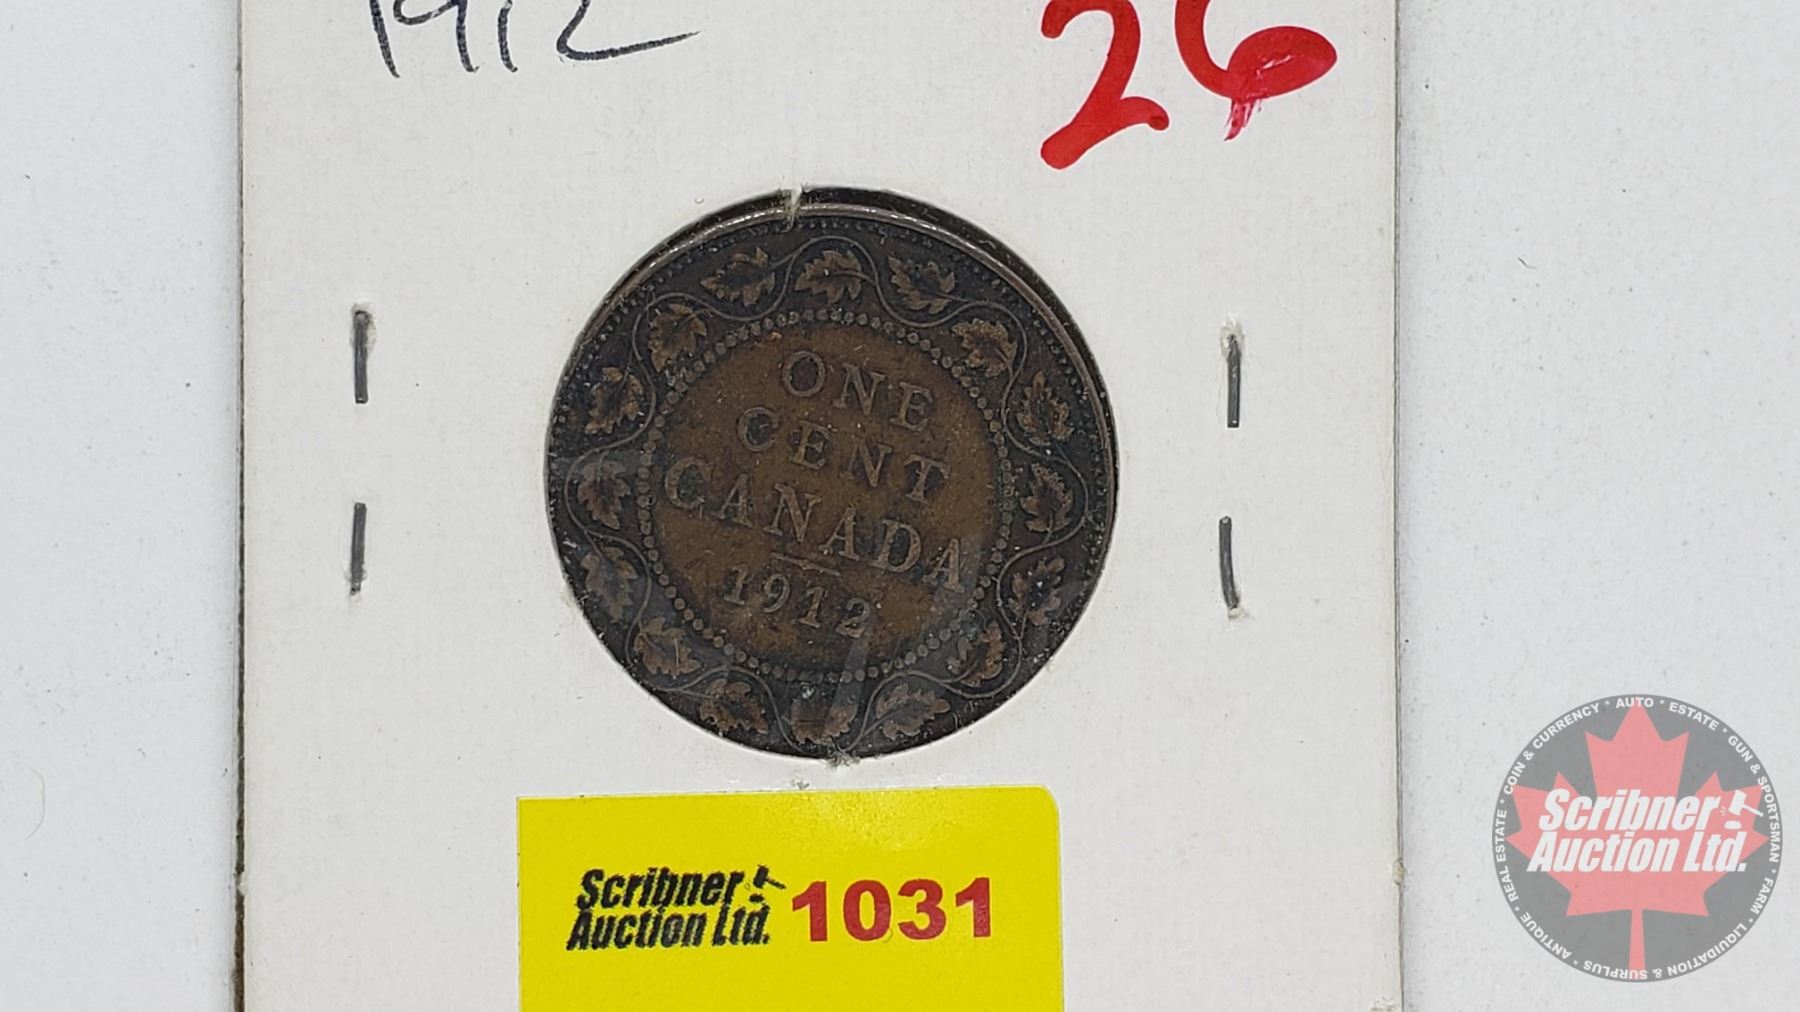 1912
26
ONE
CENT
CANADA
1912
Scribner
Auction Ltd.
1031
REAL ESTATE * COIN & CURRENCY * AUTO * ESTATE * GUN & SPORTSMAN * FARM * LIQUIDATION & SURPLUS * ANTIQUE *
Scribner
Auction Ltd.